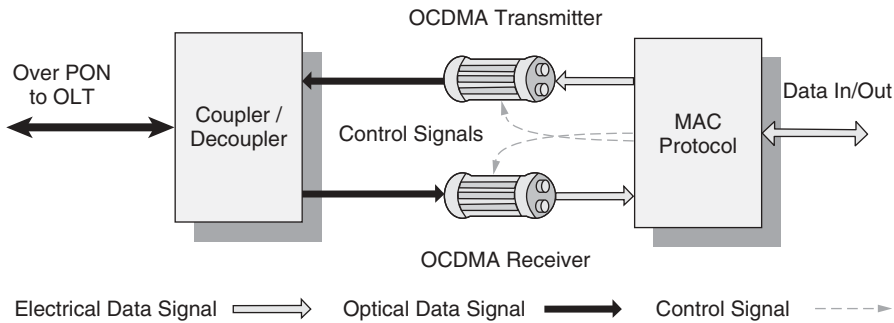 OCDMA Transmitter
Over PON
to OLT
Coupler /
Decoupler
Control Signals
MAC
Protocol
Data In/Out
OCDMA Receiver
Electrical Data Signal
Optical Data Signal
Control Signal